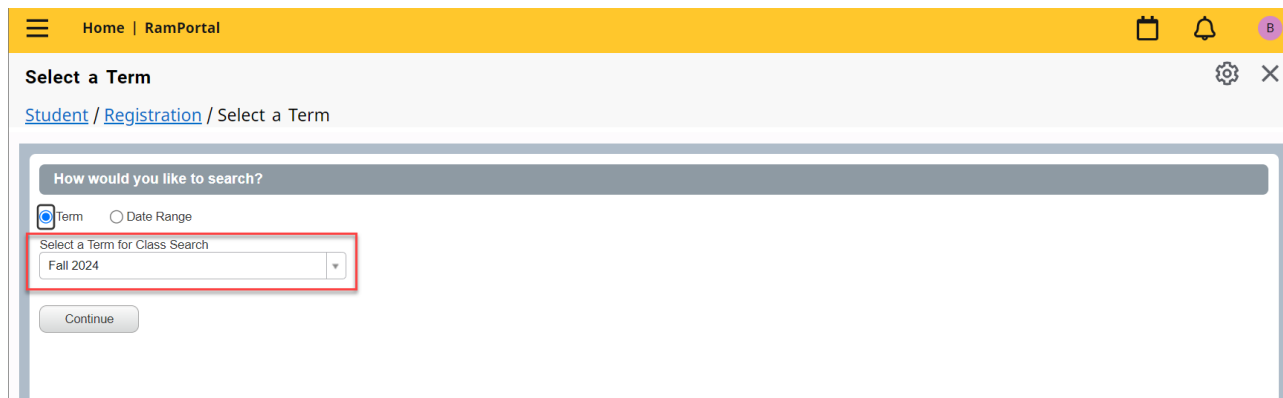 Home | RamPortal
B
Select a Term
Student / Registration / Select a Term
How would you like to search?
Term Date Range
Select a Term for Class Search
Fall 2024
Continue